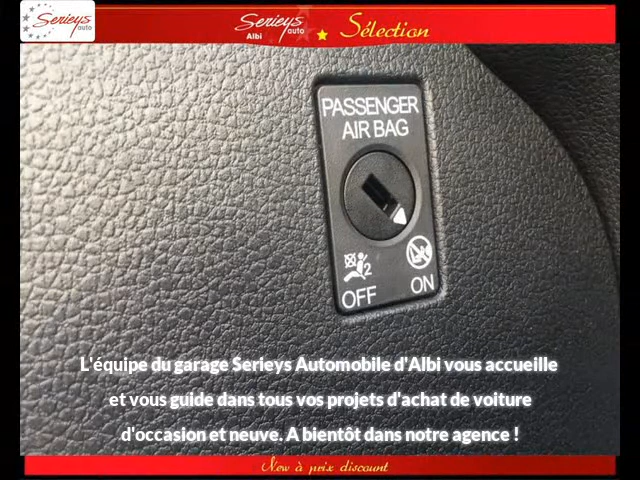 Serieys
auto
Serieys
auto
Albi
Sélection
PASSENGER
AIR BAG
2
OFF
ON
L'équipe du garage Serieys Automobile d'Albi vous accueille
et vous guide dans tous vos projets d'achat de voiture
d'occasion et neuve. A bientôt dans notre agence !
New à prix discount